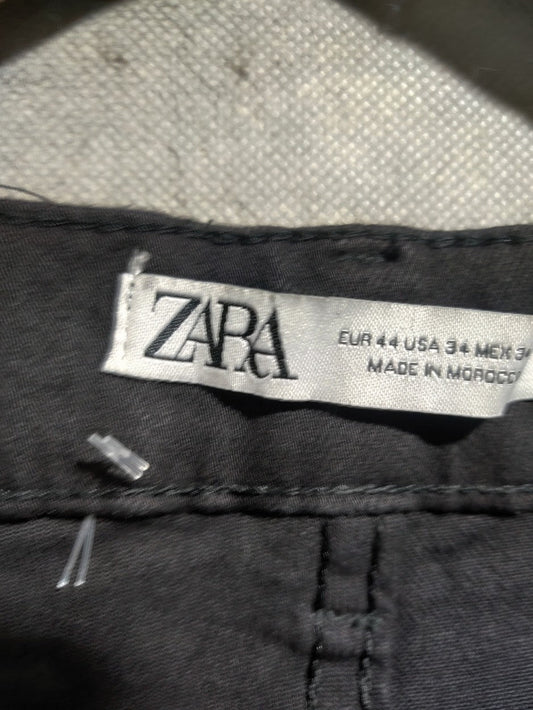 ZARA
EUR 44 USA 34 MEX 34
MADE IN MOROCCO